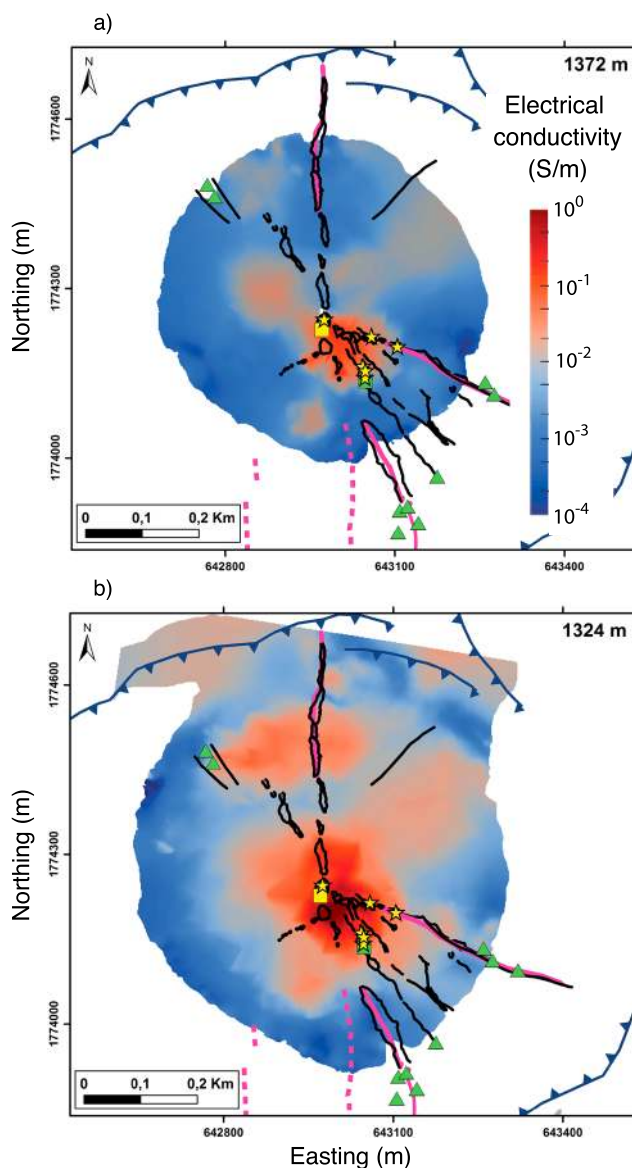 a)
N
1372 m
Electrical
conductivity
(S/m)
10⁰
10⁻¹
10⁻²
10⁻³
10⁻⁴
1774600
1774300
1774000
Northing (m)
0 0,1 0,2 Km
642800 643100 643400
b)
N
1324 m
1774600
1774300
1774000
Northing (m)
0 0,1 0,2 Km
642800 643100 643400
Easting (m)